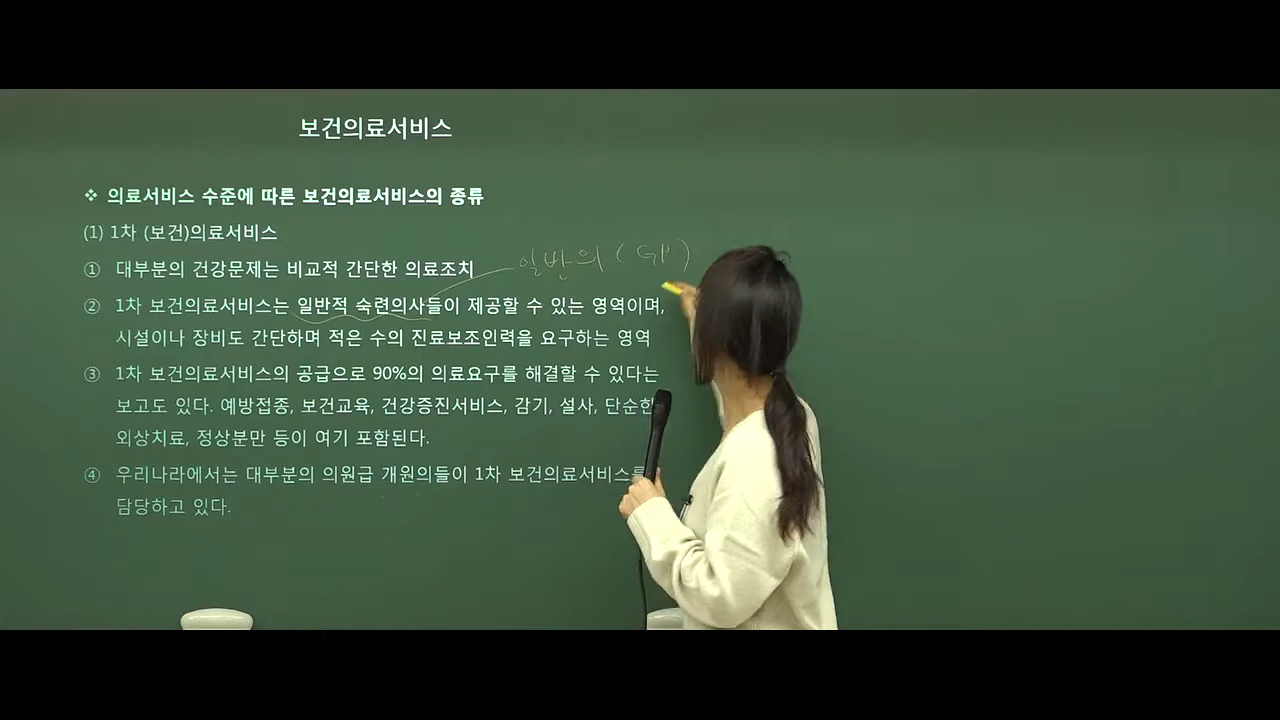 보건의료서비스
❖ 의료서비스 수준에 따른 보건의료서비스의 종류
(1) 1차 (보건)의료서비스
① 대부분의 건강문제는 비교적 간단한 의료조치
일반의 (GP)
② 1차 보건의료서비스는 일반적 숙련의사들이 제공할 수 있는 영역이며,
시설이나 장비도 간단하며 적은 수의 진료보조인력을 요구하는 영역
③ 1차 보건의료서비스의 공급으로 90%의 의료요구를 해결할 수 있다는
보고도 있다. 예방접종, 보건교육, 건강증진서비스, 감기, 설사, 단순한
외상치료, 정상분만 등이 여기 포함된다.
④ 우리나라에서는 대부분의 의원급 개원의들이 1차 보건의료서비스를
담당하고 있다.